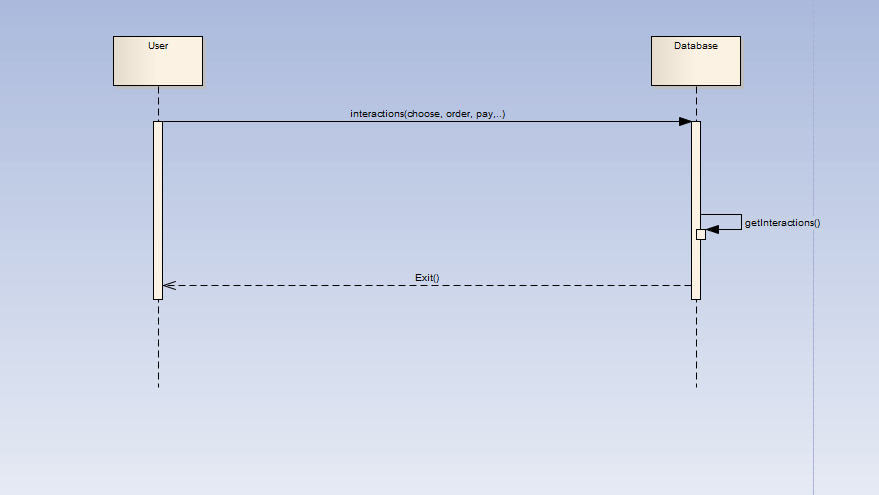 User
Database
interactions(choose, order, pay,..)
getInteractions()
Exit()